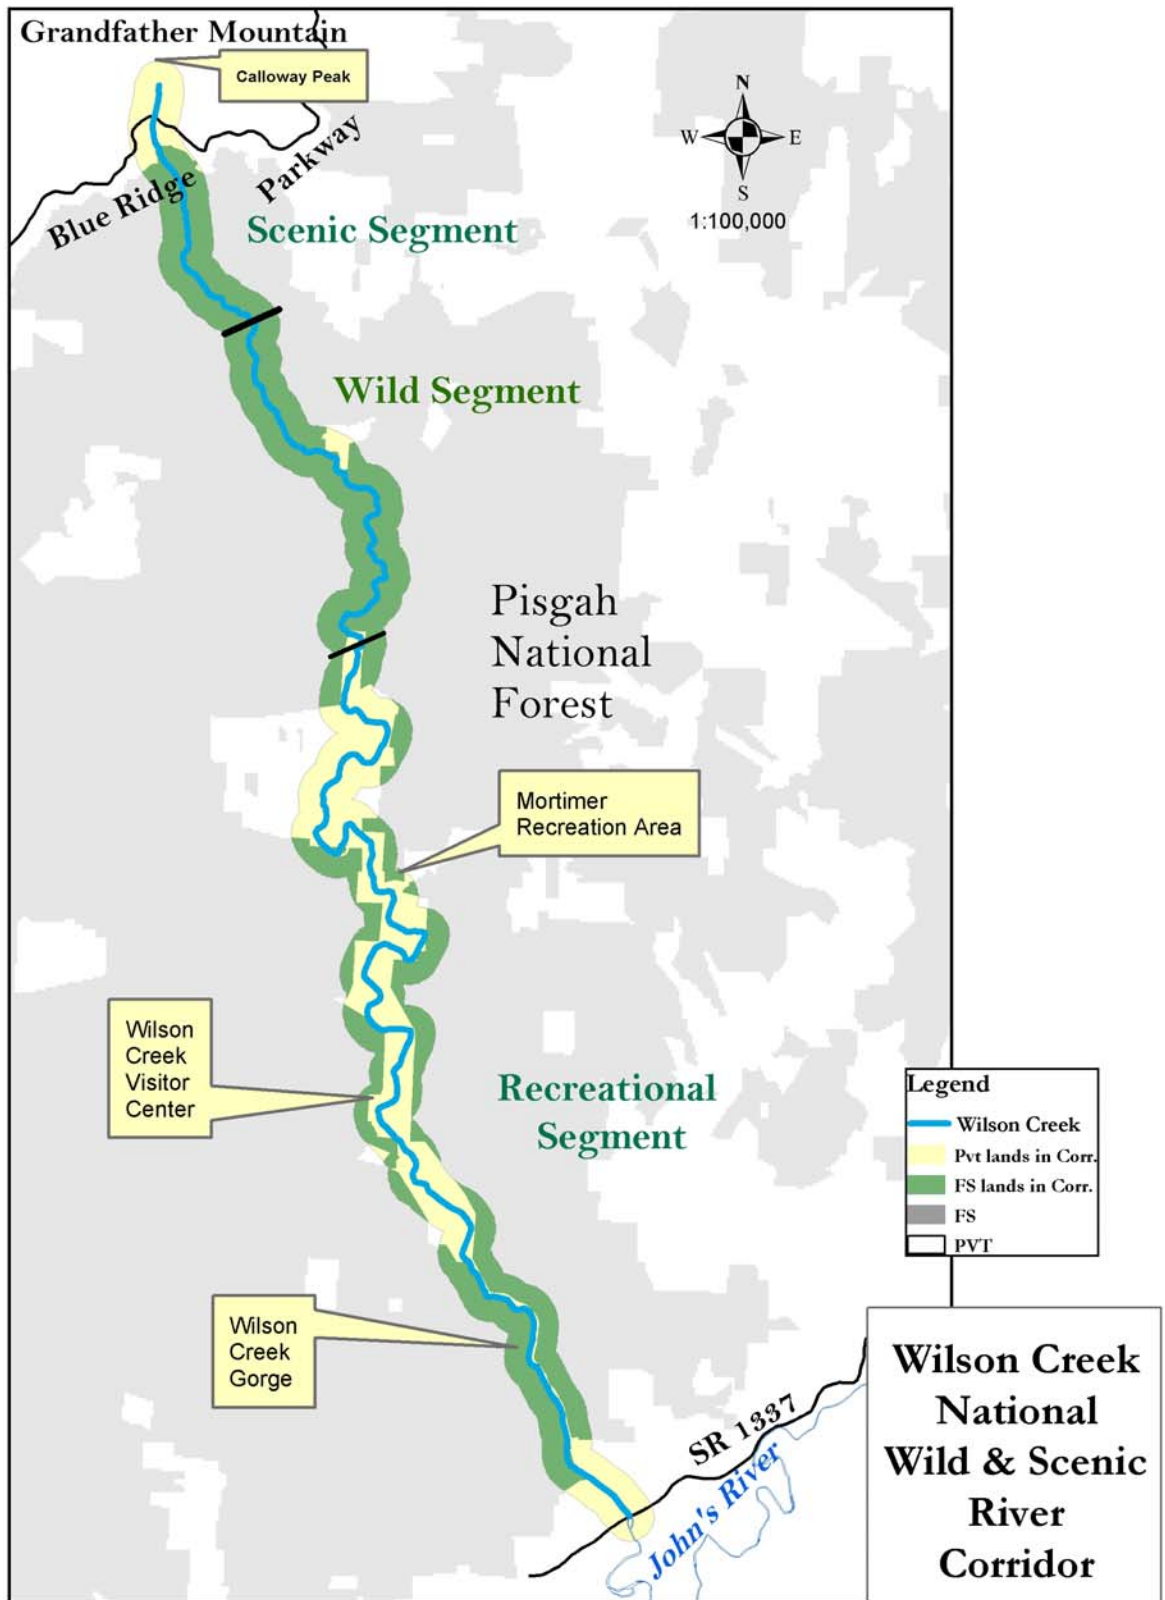 Grandfather Mountain
Calloway Peak
Blue Ridge
Parkway
N
W
E
S
1:100,000
Scenic Segment
Wild Segment
Pisgah
National
Forest
Mortimer
Recreation Area
Wilson
Creek
Visitor
Center
Recreational
Segment
Legend
Wilson Creek
Pvt lands in Corr.
FS lands in Corr.
FS
PVT
Wilson
Creek
Gorge
SR 1337
John's River
Wilson Creek
National
Wild & Scenic
River
Corridor